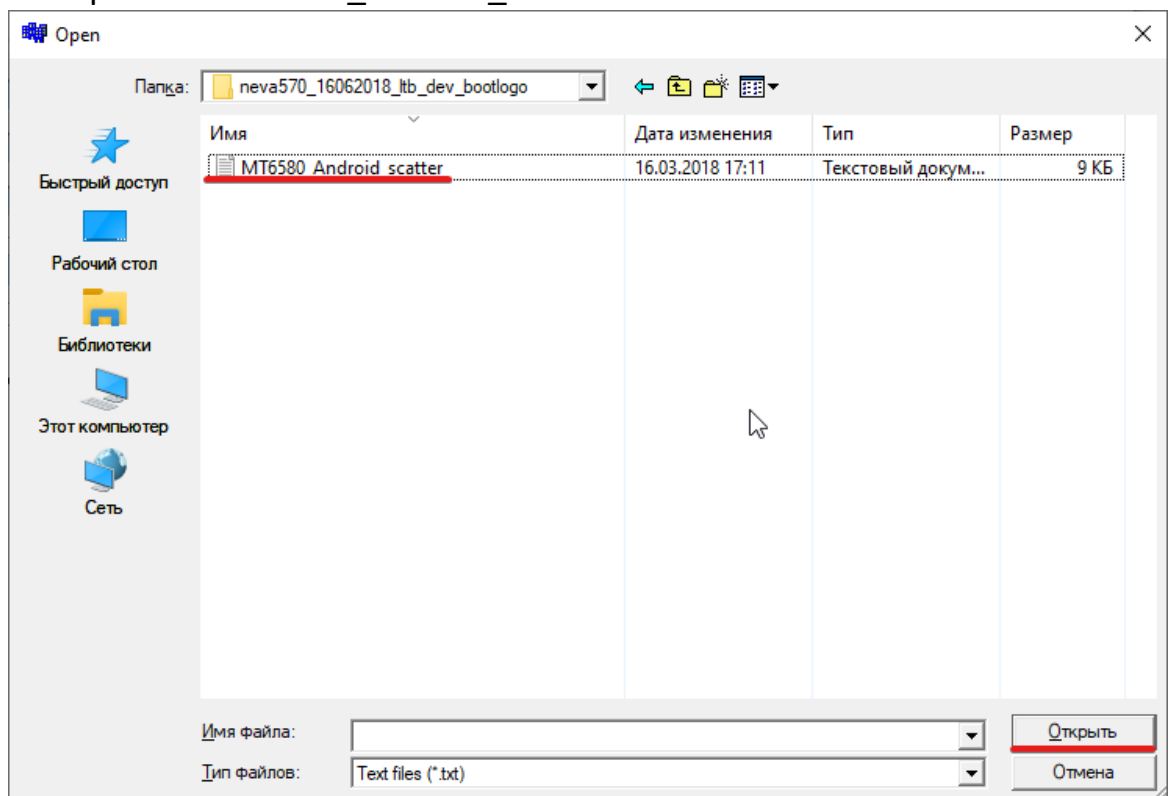 Open
Папка: neva570_16062018_ltb_dev_bootlogo
Имя Дата изменения Тип Размер
MT6580_Android_scatter 16.03.2018 17:11 Текстовый докум... 9 КБ
Быстрый доступ
Рабочий стол
Библиотеки
Этот компьютер
Сеть
Имя файла: Открыть
Тип файлов: Text files (*.txt) Отмена